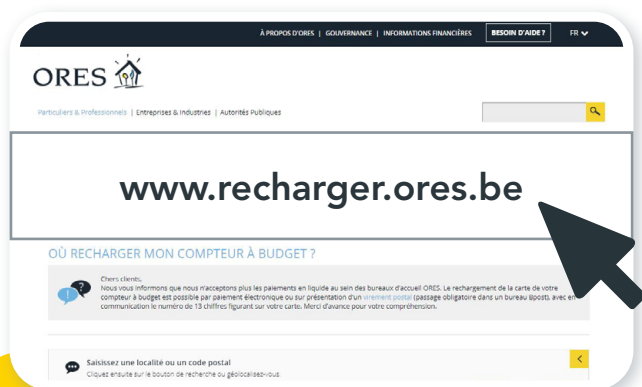 À PROPOS D'ORES | GOUVERNANCE | INFORMATIONS FINANCIÈRES BESOIN D'AIDE ? FR
ORES
Particuliers & Professionnels | Entreprises & Industries | Autorités Publiques
www.recharger.ores.be
OÙ RECHARGER MON COMPTEUR À BUDGET ?
Chers clients,
Nous vous informons que nous n'acceptons plus les paiements en liquide au sein des bureaux d'accueil ORES. Le rechargement de la carte de votre
compteur à budget est possible par paiement électronique ou sur présentation d'un virement postal (passage obligatoire dans un bureau Bpost), avec en
communication le numéro de 13 chiffres figurant sur votre carte. Merci d'avance pour votre compréhension.
Saisissez une localité ou un code postal
Cliquez ensuite sur le bouton de recherche ou géolocalisez-vous.